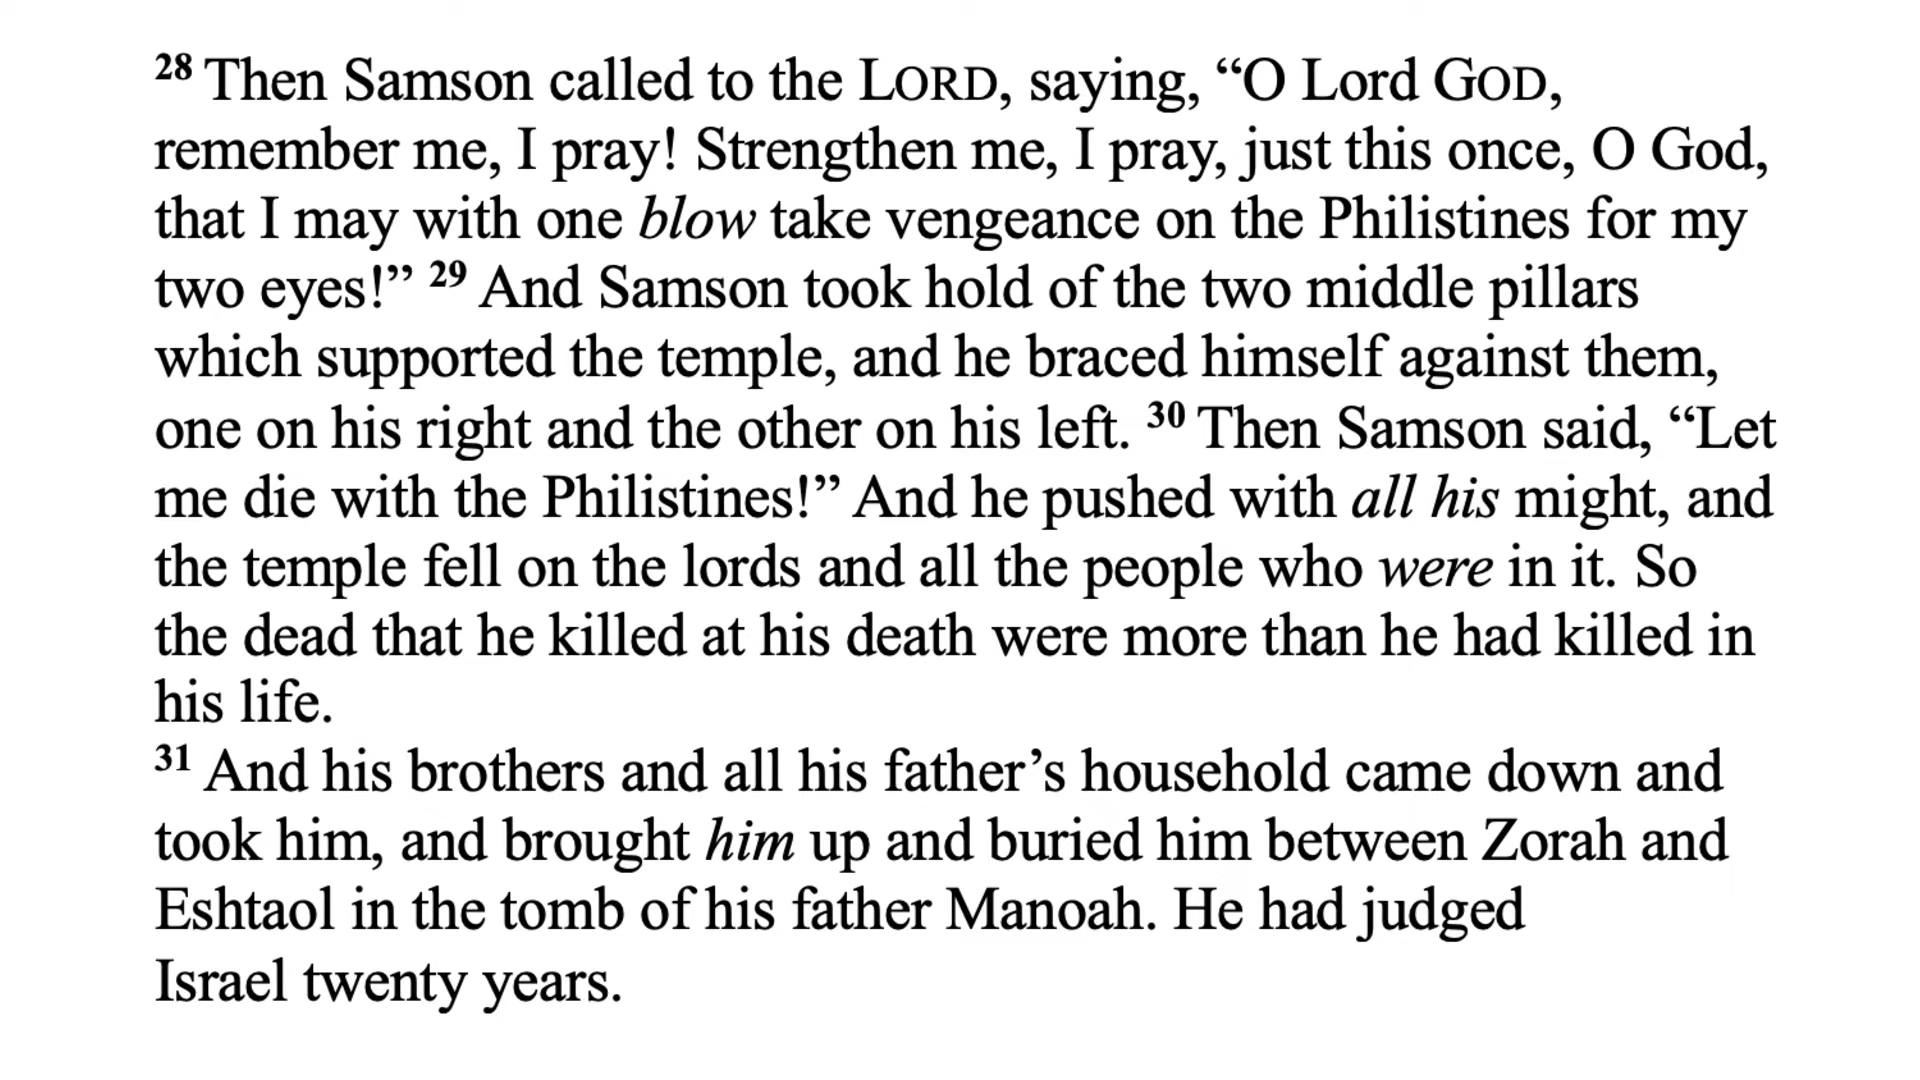 28 Then Samson called to the LORD, saying, “O Lord GOD,
remember me, I pray! Strengthen me, I pray, just this once, O God,
that I may with one blow take vengeance on the Philistines for my
two eyes!” 29 And Samson took hold of the two middle pillars
which supported the temple, and he braced himself against them,
one on his right and the other on his left. 30 Then Samson said, “Let
me die with the Philistines!” And he pushed with all his might, and
the temple fell on the lords and all the people who were in it. So
the dead that he killed at his death were more than he had killed in
his life.
31 And his brothers and all his father’s household came down and
took him, and brought him up and buried him between Zorah and
Eshtaol in the tomb of his father Manoah. He had judged
Israel twenty years.